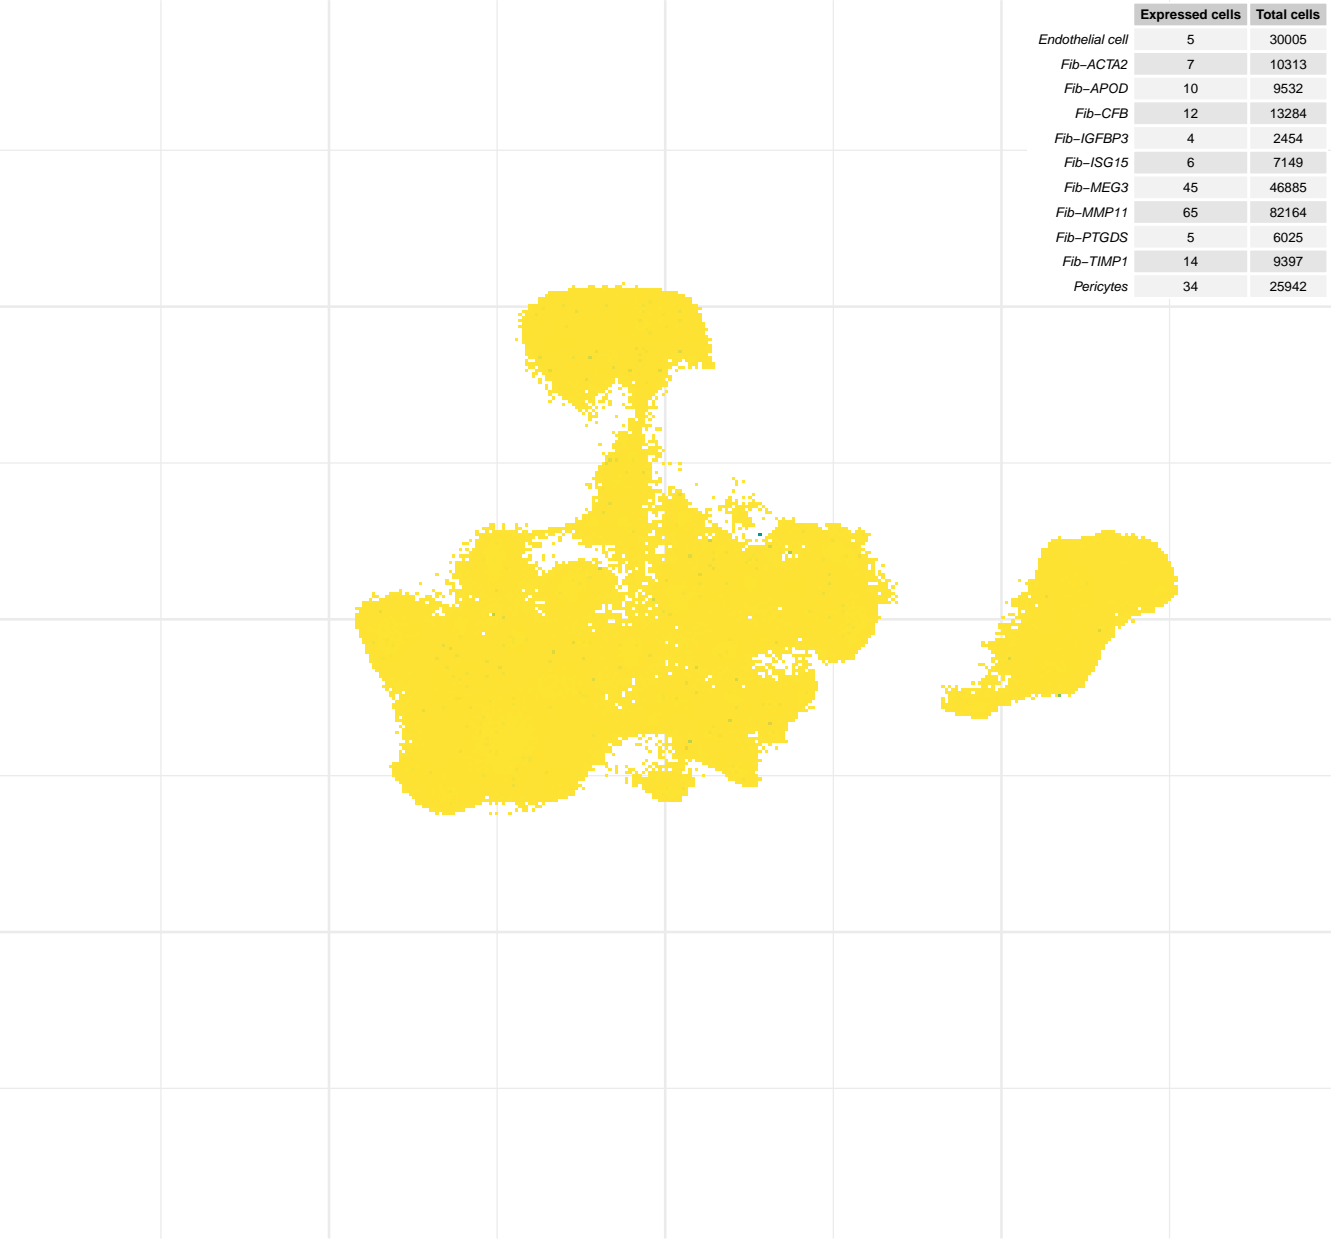 Expressed cells Total cells
Endothelial cell 5 30005
Fib−ACTA2 7 10313
Fib−APOD 10 9532
Fib−CFB 12 13284
Fib−IGFBP3 4 2454
Fib−ISG15 6 7149
Fib−MEG3 45 46885
Fib−MMP11 65 82164
Fib−PTGDS 5 6025
Fib−TIMP1 14 9397
Pericytes 34 25942